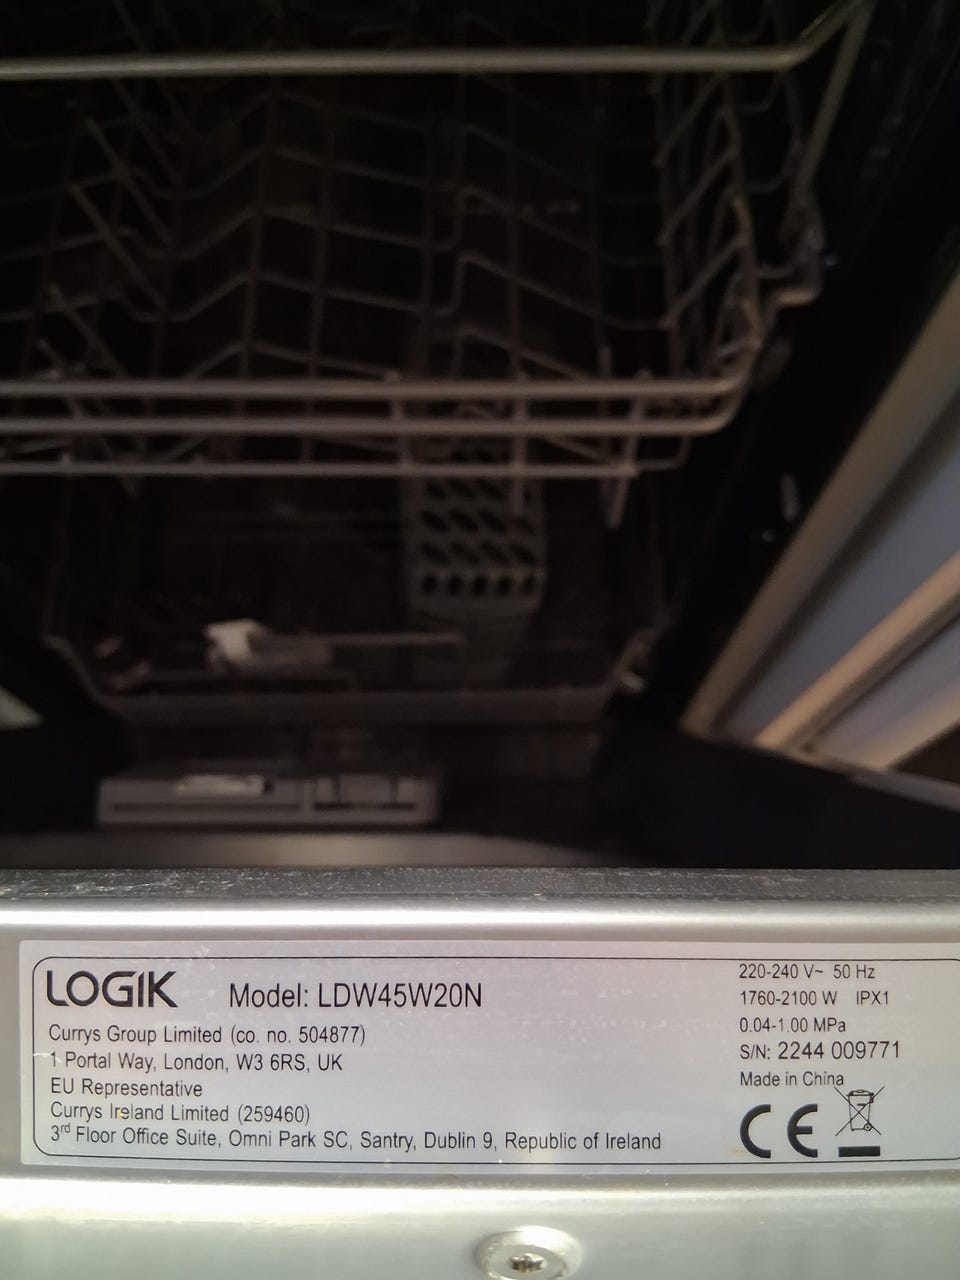 LOGIK Model: LDW45W20N
Currys Group Limited (co. no. 504877)
1 Portal Way, London, W3 6RS, UK
EU Representative
Currys Ireland Limited (259460)
3rd Floor Office Suite, Omni Park SC, Santry, Dublin 9, Republic of Ireland
220-240 V~ 50 Hz
1760-2100 W IPX1
0.04-1.00 MPa
S/N: 2244 009771
Made in China
CE